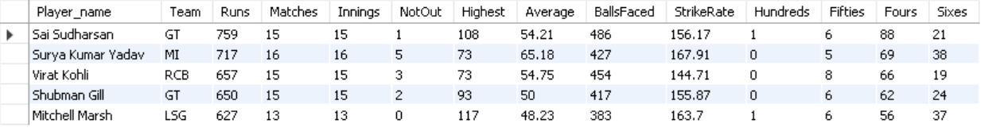 Player_name Team Runs Matches Innings NotOut Highest Average BallsFaced StrikeRate Hundreds Fifties Fours Sixes
Sai Sudharsan GT 759 15 15 1 108 54.21 486 156.17 1 6 88 21
Surya Kumar Yadav MI 717 16 16 5 73 65.18 427 167.91 0 5 69 38
Virat Kohli RCB 657 15 15 3 73 54.75 454 144.71 0 8 66 19
Shubman Gill GT 650 15 15 2 93 50 417 155.87 0 6 62 24
Mitchell Marsh LSG 627 13 13 0 117 48.23 383 163.7 1 6 56 37